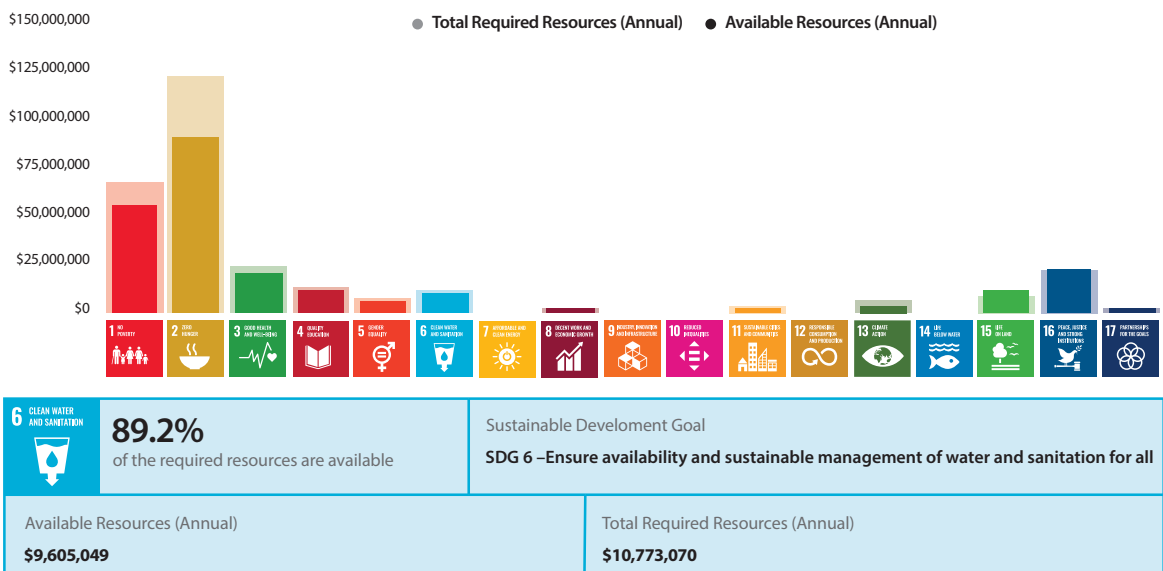 $150,000,000
Total Required Resources (Annual) Available Resources (Annual)
$125,000,000
$100,000,000
$75,000,000
$50,000,000
$25,000,000
$0
1 NO POVERTY
2 ZERO HUNGER
3 GOOD HEALTH AND WELL-BEING
4 QUALITY EDUCATION
5 GENDER EQUALITY
6 CLEAN WATER AND SANITATION
7 AFFORDABLE AND CLEAN ENERGY
8 DECENT WORK AND ECONOMIC GROWTH
9 INDUSTRY, INNOVATION AND INFRASTRUCTURE
10 REDUCED INEQUALITIES
11 SUSTAINABLE CITIES AND COMMUNITIES
12 RESPONSIBLE CONSUMPTION AND PRODUCTION
13 CLIMATE ACTION
14 LIFE BELOW WATER
15 LIFE ON LAND
16 PEACE, JUSTICE AND STRONG INSTITUTIONS
17 PARTNERSHIPS FOR THE GOALS
6 CLEAN WATER
AND SANITATION
89.2%
of the required resources are available
Sustainable Develoment Goal
SDG 6 –Ensure availability and sustainable management of water and sanitation for all
Available Resources (Annual)
$9,605,049
Total Required Resources (Annual)
$10,773,070